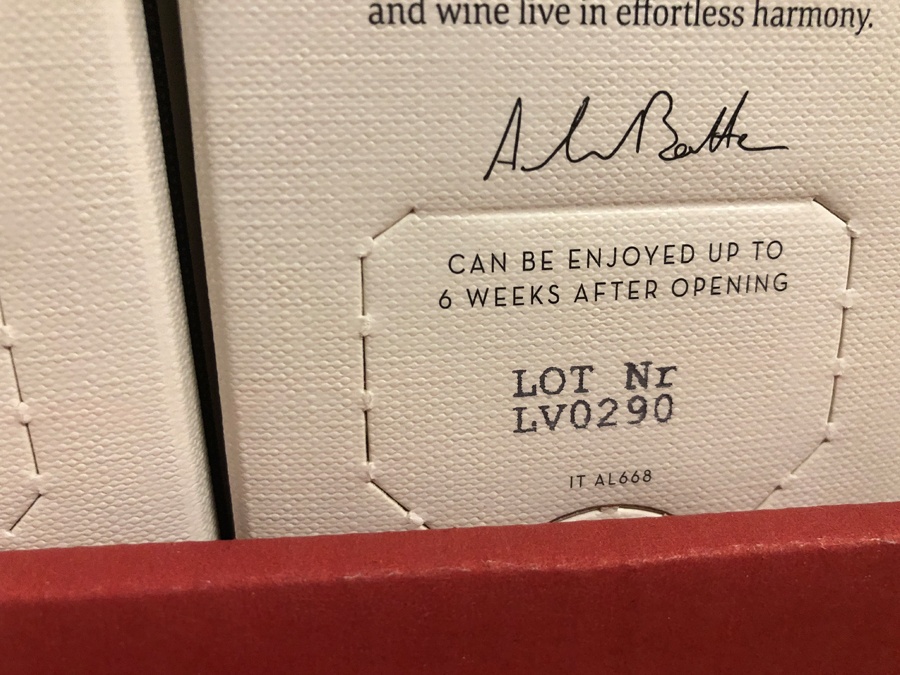 and wine live in effortless harmony.
CAN BE ENJOYED UP TO
6 WEEKS AFTER OPENING
LOT Nr
LV0290
IT AL668